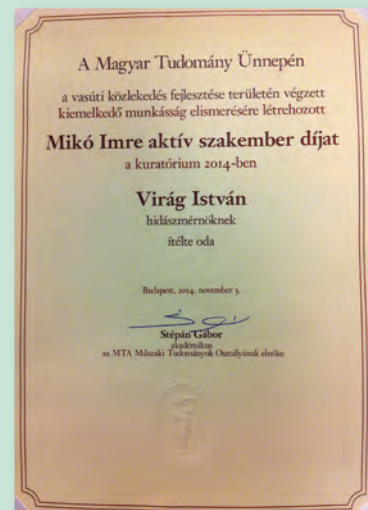 A Magyar Tudomány Ünnepén
a vasúti közlekedés fejlesztése területén végzett
kiemelkedő munkásság elismerésére létrehozott
Mikó Imre aktív szakember díjat
a kuratórium 2014-ben
Virág István
hidászmérnöknek
ítélte oda
Budapest, 2014. november 3.
Stépán Gábor
akadémikus
az MTA Műszaki Tudományok Osztályának elnöke